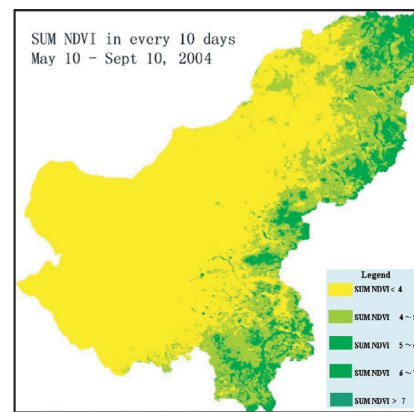 SUM NDVI in every 10 days
May 10 - Sept 10, 2004
Legend
SUM NDVI < 4
SUM NDVI 4 ~
SUM NDVI 5 ~
SUM NDVI 6 ~
SUM NDVI > 7